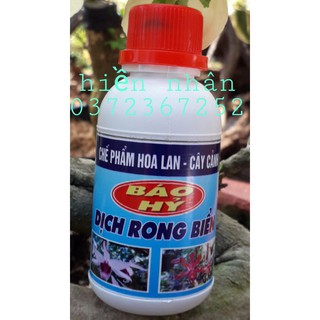 hiền nhân
0372367252
CHẾ PHẨM HOA LAN - CÂY CẢNH
BẢO
HỶ
DỊCH RONG BIỂN